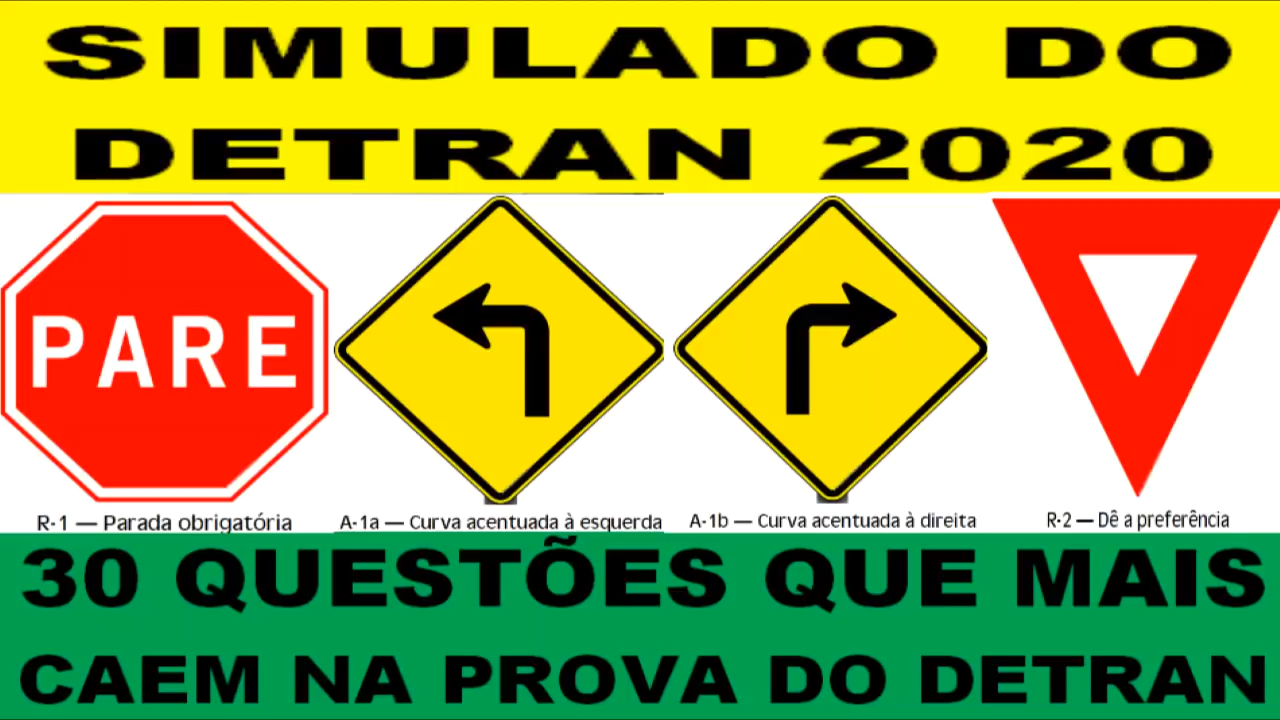 SIMULADO DO
DETRAN 2020
PARE
R-1 — Parada obrigatória
A-1a — Curva acentuada à esquerda
A-1b — Curva acentuada à direita
R-2 — Dê a preferência
30 QUESTÕES QUE MAIS
CAEM NA PROVA DO DETRAN